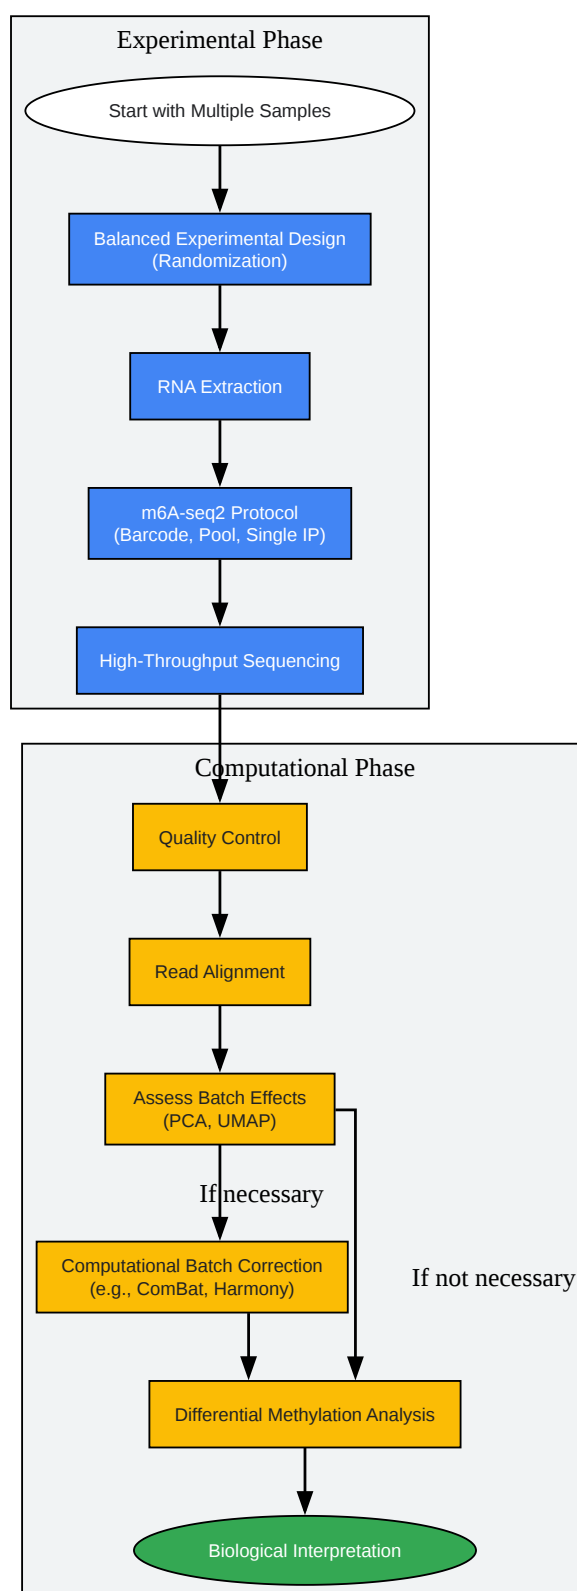 Experimental Phase
Start with Multiple Samples
Balanced Experimental Design
(Randomization)
RNA Extraction
m6A-seq2 Protocol
(Barcode, Pool, Single IP)
High-Throughput Sequencing
Computational Phase
Quality Control
Read Alignment
Assess Batch Effects
(PCA, UMAP)
If necessary
Computational Batch Correction
(e.g., ComBat, Harmony)
If not necessary
Differential Methylation Analysis
Biological Interpretation